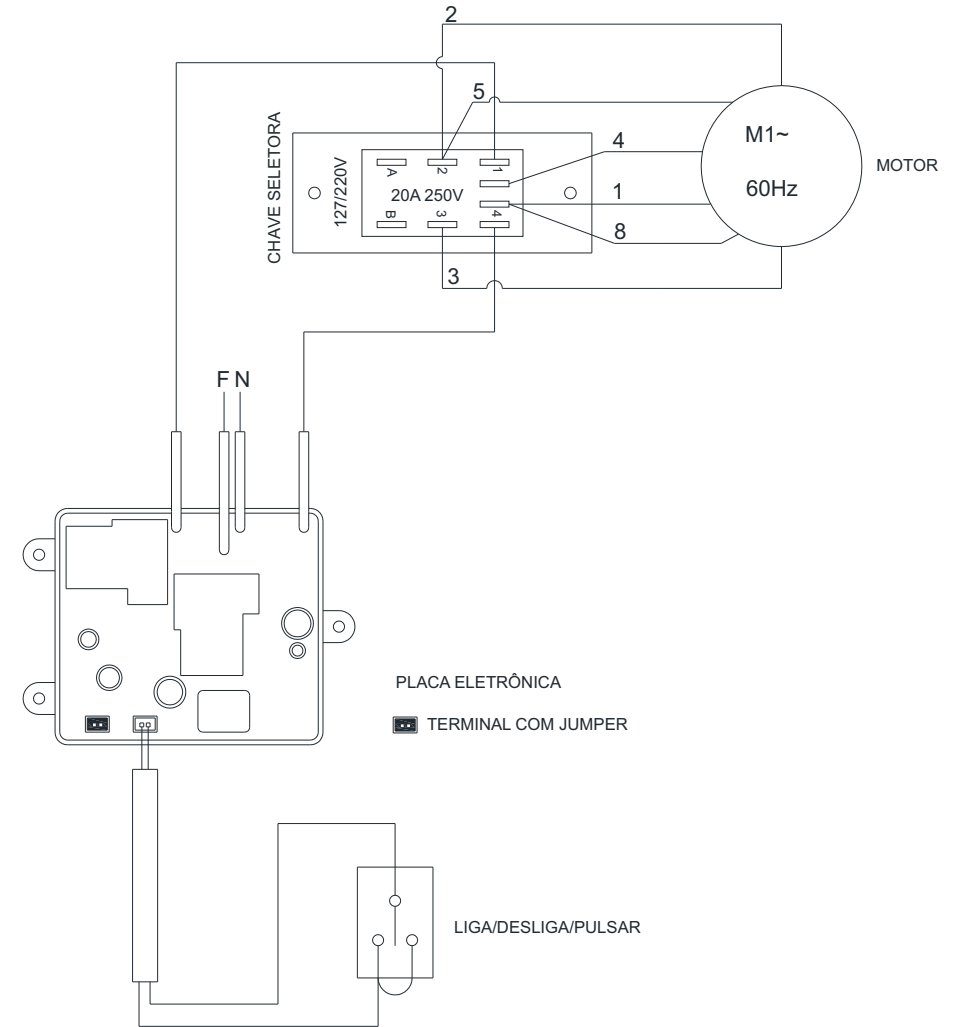 2
5
4
1
8
3
CHAVE SELETORA
127/220V
A
2
1
20A 250V
B
3
4
M1~
60Hz
MOTOR
F N
PLACA ELETRÔNICA
TERMINAL COM JUMPER
LIGA/DESLIGA/PULSAR